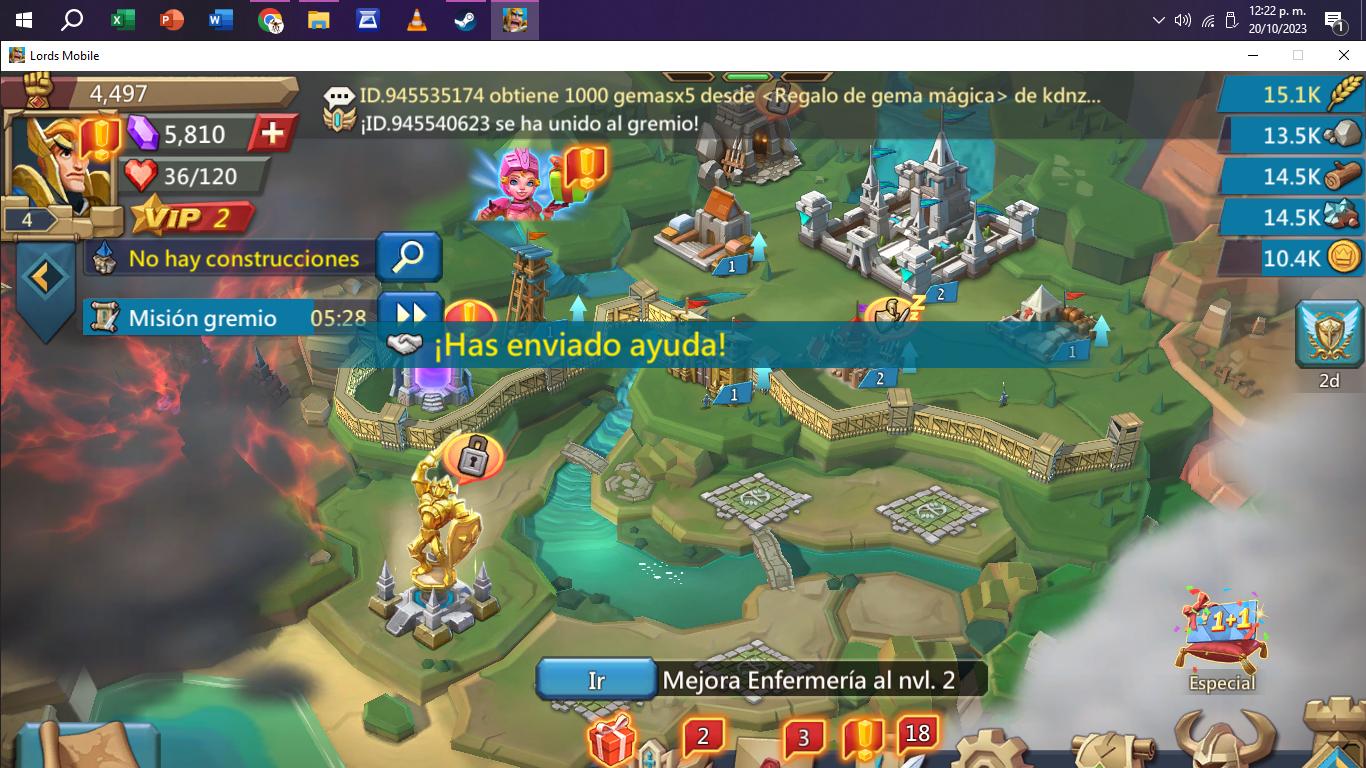 12:22 p. m.
20/10/2023
1
Lords Mobile
4,497
ID.945535174 obtiene 1000 gemasx5 desde <Regalo de gema mágica> de kdnz...
¡ID.945540623 se ha unido al gremio!
15.1K
5,810
13.5K
36/120
14.5K
4
VIP 2
14.5K
No hay construcciones
10.4K
1
2
Misión gremio 05:28
¡Has enviado ayuda!
1
2d
1
2
1+1
Especial
Ir
Mejora Enfermería al nvl. 2
2
3
18